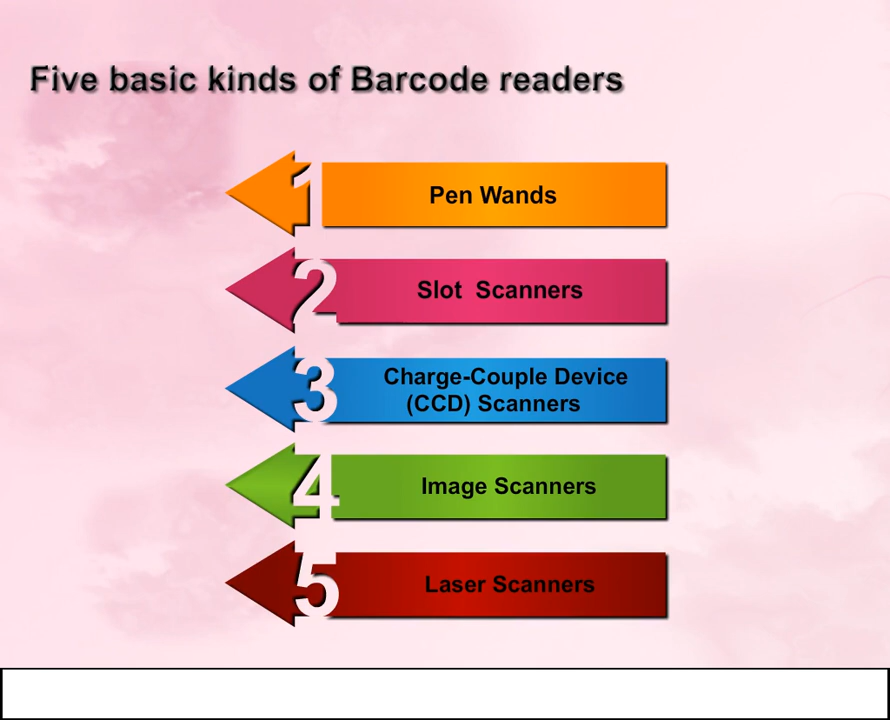 Five basic kinds of Barcode readers
1 Pen Wands
2 Slot Scanners
3 Charge-Couple Device
(CCD) Scanners
4 Image Scanners
5 Laser Scanners